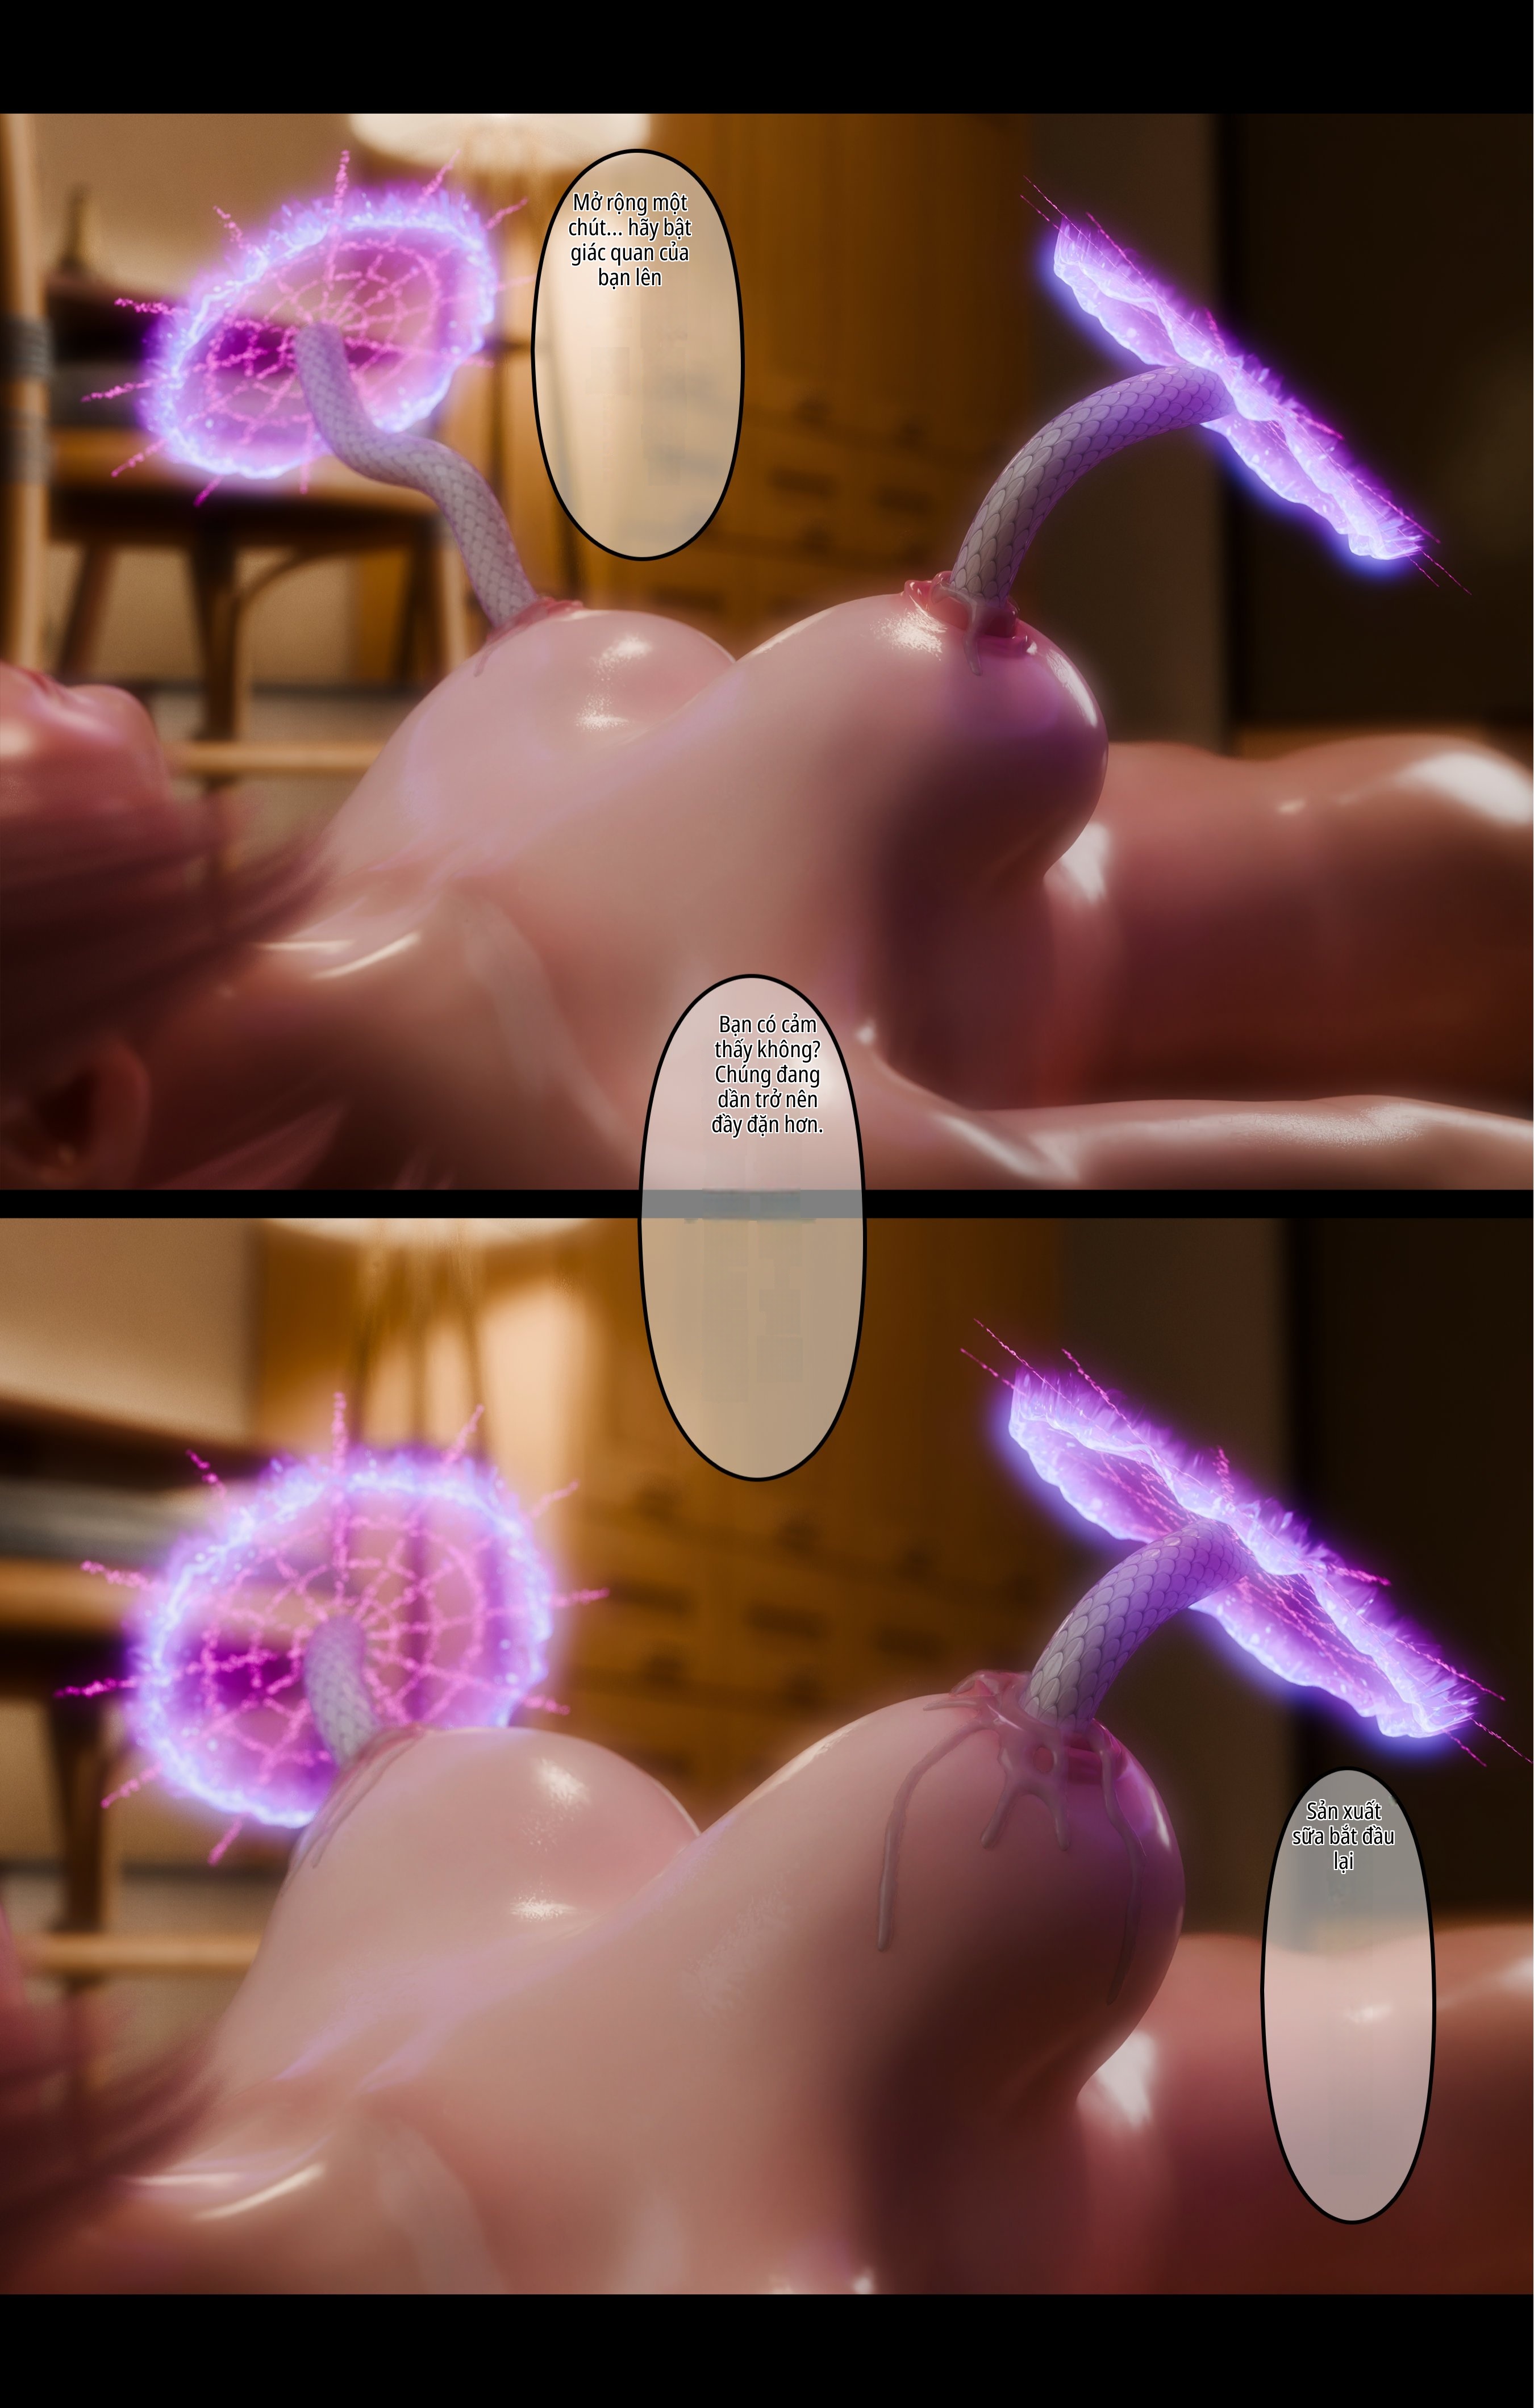 Mở rộng một
chút... hãy bật
giác quan của
bạn lên
Bạn có cảm
thấy không?
Chúng đang
dần trở nên
đầy đặn hơn.
Sản xuất
sữa bắt đầu
lại